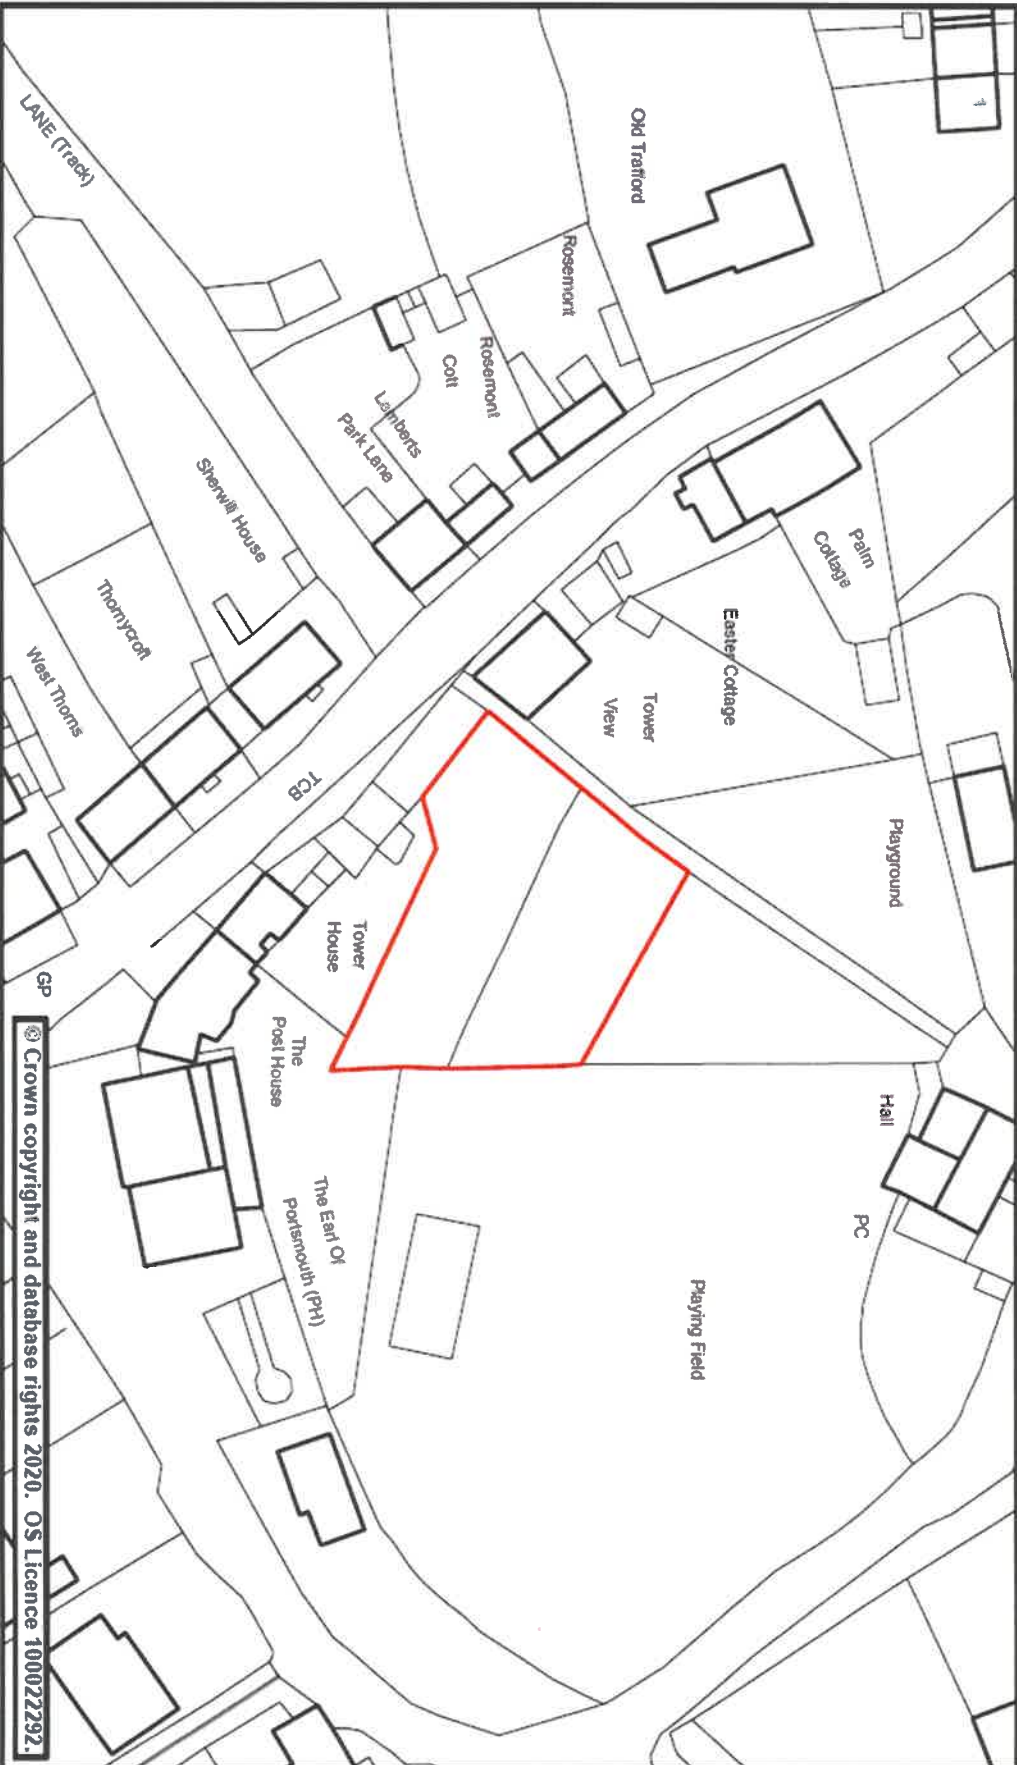 1
Old Trafford
LANE (Track)
Rosemont
Rosemont
Cott
Lamberts
Park Lane
Sherwill House
Thornycroft
West Thorns
Palm
Cottage
Easter Cottage
Tower
View
Playground
TCB
Tower
House
GP
The
Post House
The Earl Of
Portsmouth (PH)
Hall
PC
Playing Field
© Crown copyright and database rights 2020. OS Licence 100022292.